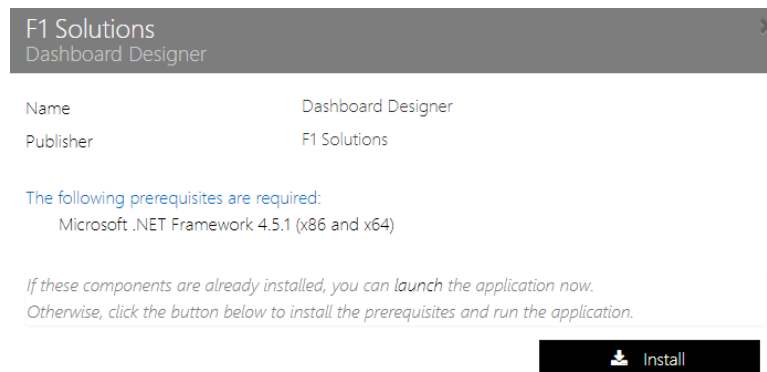 F1 Solutions
Dashboard Designer
Name Dashboard Designer
Publisher F1 Solutions
The following prerequisites are required:
Microsoft .NET Framework 4.5.1 (x86 and x64)
If these components are already installed, you can launch the application now.
Otherwise, click the button below to install the prerequisites and run the application.
Install